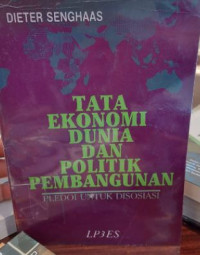 DIETER SENGHAAS
TATA
EKONOMI
DUNIA
DAN
POLITIK
PEMBANGUNAN
PLEDOI UNTUK DISOSIASI
LP3ES